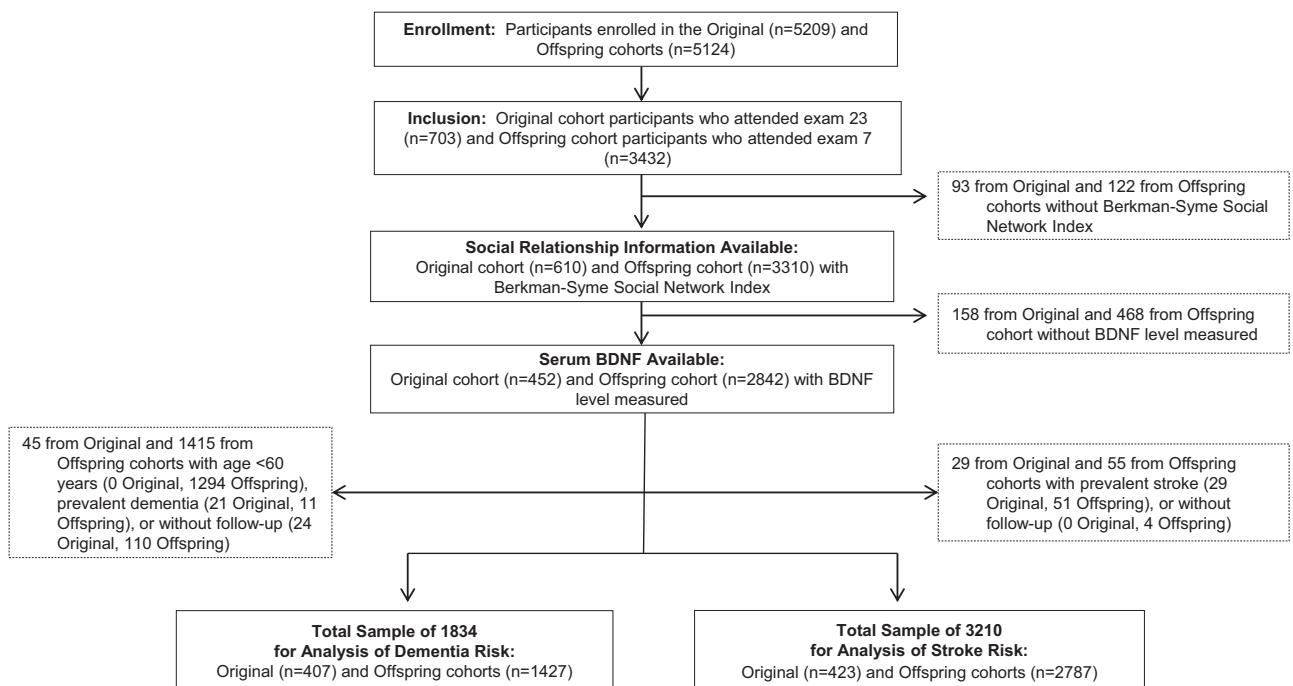 Enrollment: Participants enrolled in the Original (n=5209) and
Offspring cohorts (n=5124)
Inclusion: Original cohort participants who attended exam 23
(n=703) and Offspring cohort participants who attended exam 7
(n=3432)
93 from Original and 122 from Offspring
cohorts without Berkman-Syme Social
Network Index
Social Relationship Information Available:
Original cohort (n=610) and Offspring cohort (n=3310) with
Berkman-Syme Social Network Index
158 from Original and 468 from Offspring
cohort without BDNF level measured
Serum BDNF Available:
Original cohort (n=452) and Offspring cohort (n=2842) with BDNF
level measured
45 from Original and 1415 from
Offspring cohorts with age <60
years (0 Original, 1294 Offspring),
prevalent dementia (21 Original, 11
Offspring), or without follow-up (24
Original, 110 Offspring)
29 from Original and 55 from Offspring
cohorts with prevalent stroke (29
Original, 51 Offspring), or without
follow-up (0 Original, 4 Offspring)
Total Sample of 1834
for Analysis of Dementia Risk:
Original (n=407) and Offspring cohorts (n=1427)
Total Sample of 3210
for Analysis of Stroke Risk:
Original (n=423) and Offspring cohorts (n=2787)